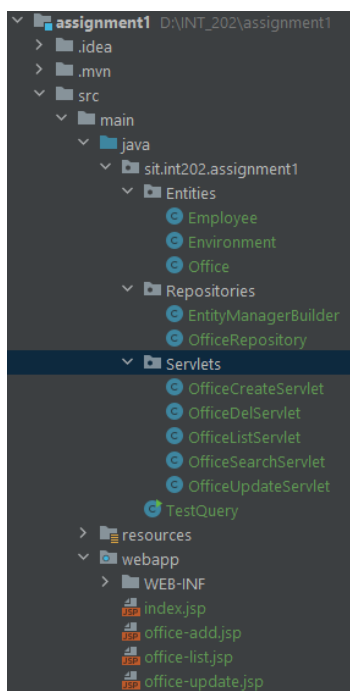 assignment1 D:\INT_202\assignment1
.idea
.mvn
src
main
java
sit.int202.assignment1
Entities
Employee
Environment
Office
Repositories
EntityManagerBuilder
OfficeRepository
Servlets
OfficeCreateServlet
OfficeDelServlet
OfficeListServlet
OfficeSearchServlet
OfficeUpdateServlet
TestQuery
resources
webapp
WEB-INF
index.jsp
office-add.jsp
office-list.jsp
office-update.jsp